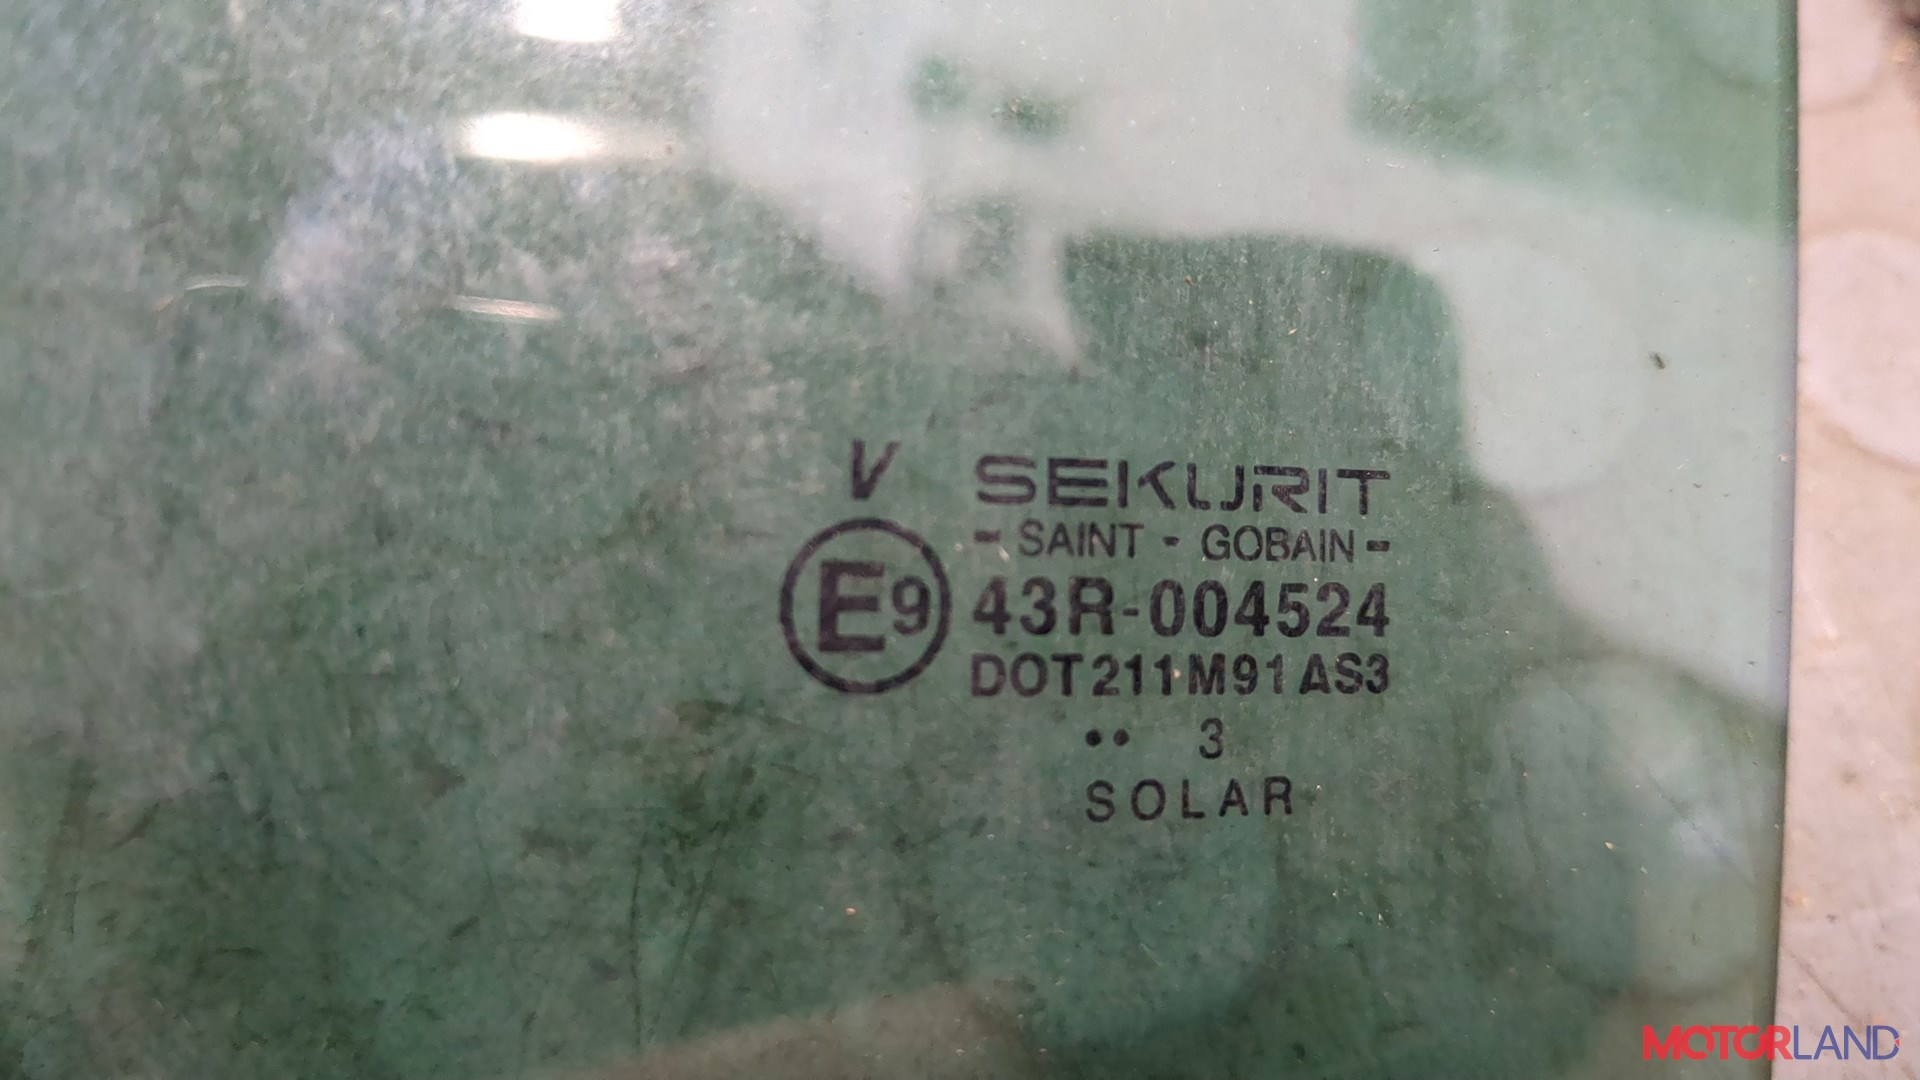 V SEKURIT
- SAINT - GOBAIN -
E9 43R-004524
DOT211M91AS3
•• 3
SOLAR
MOTORLAND